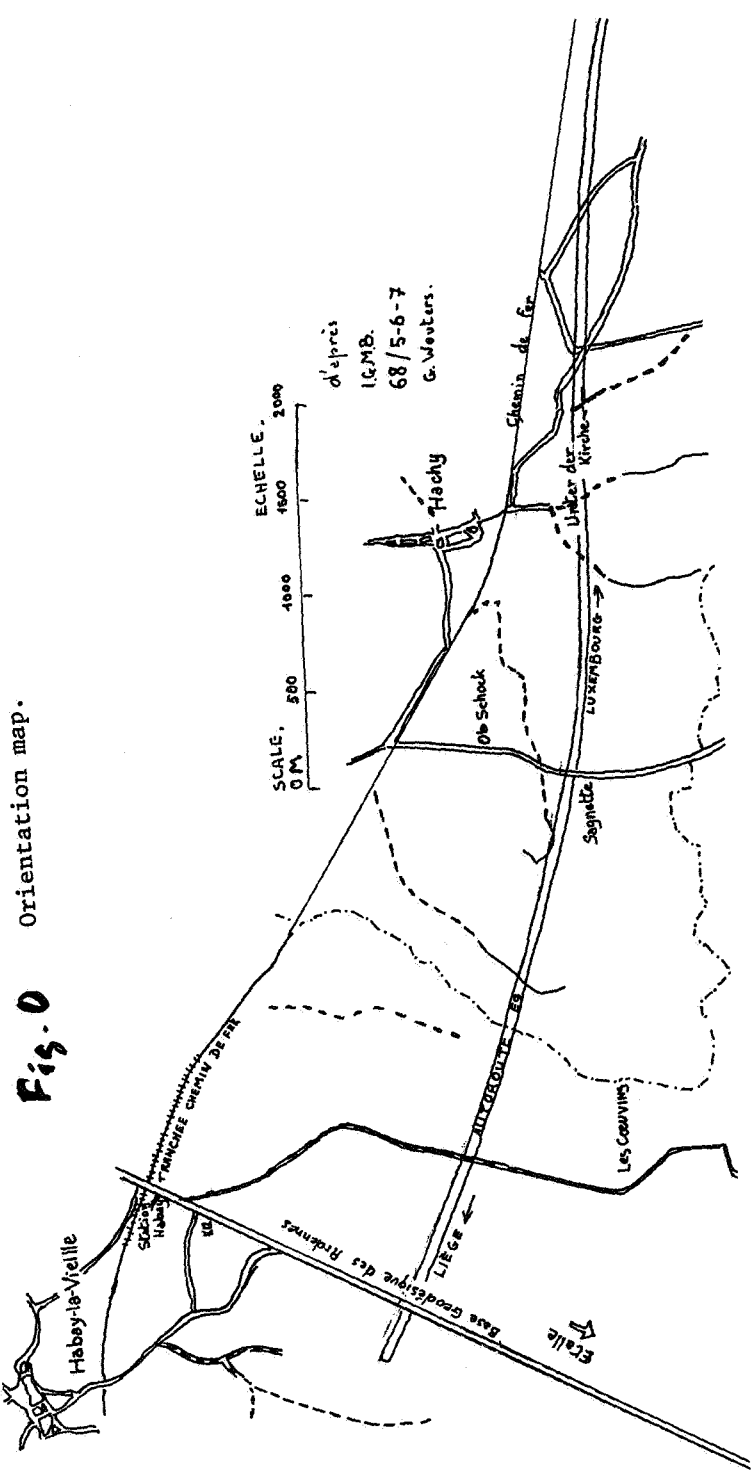 Fig. 0 Orientation map.
Habay-la-Vieille
Station
Habay
TRANCHEE CHEMIN DE FER
Base Géodésique des Ardennes
LIEGE
Etalle
AUTOROUTE E9
Les Cœuvins
SCALE. ECHELLE.
0 M 500 1000 1500 2000
d'après
I.G.M.B.
68/5-6-7
G. Wouters.
Hachy
Ob Schock
Sagnette
LUXEMBOURG
Chemin de fer
Unter der
Kirche